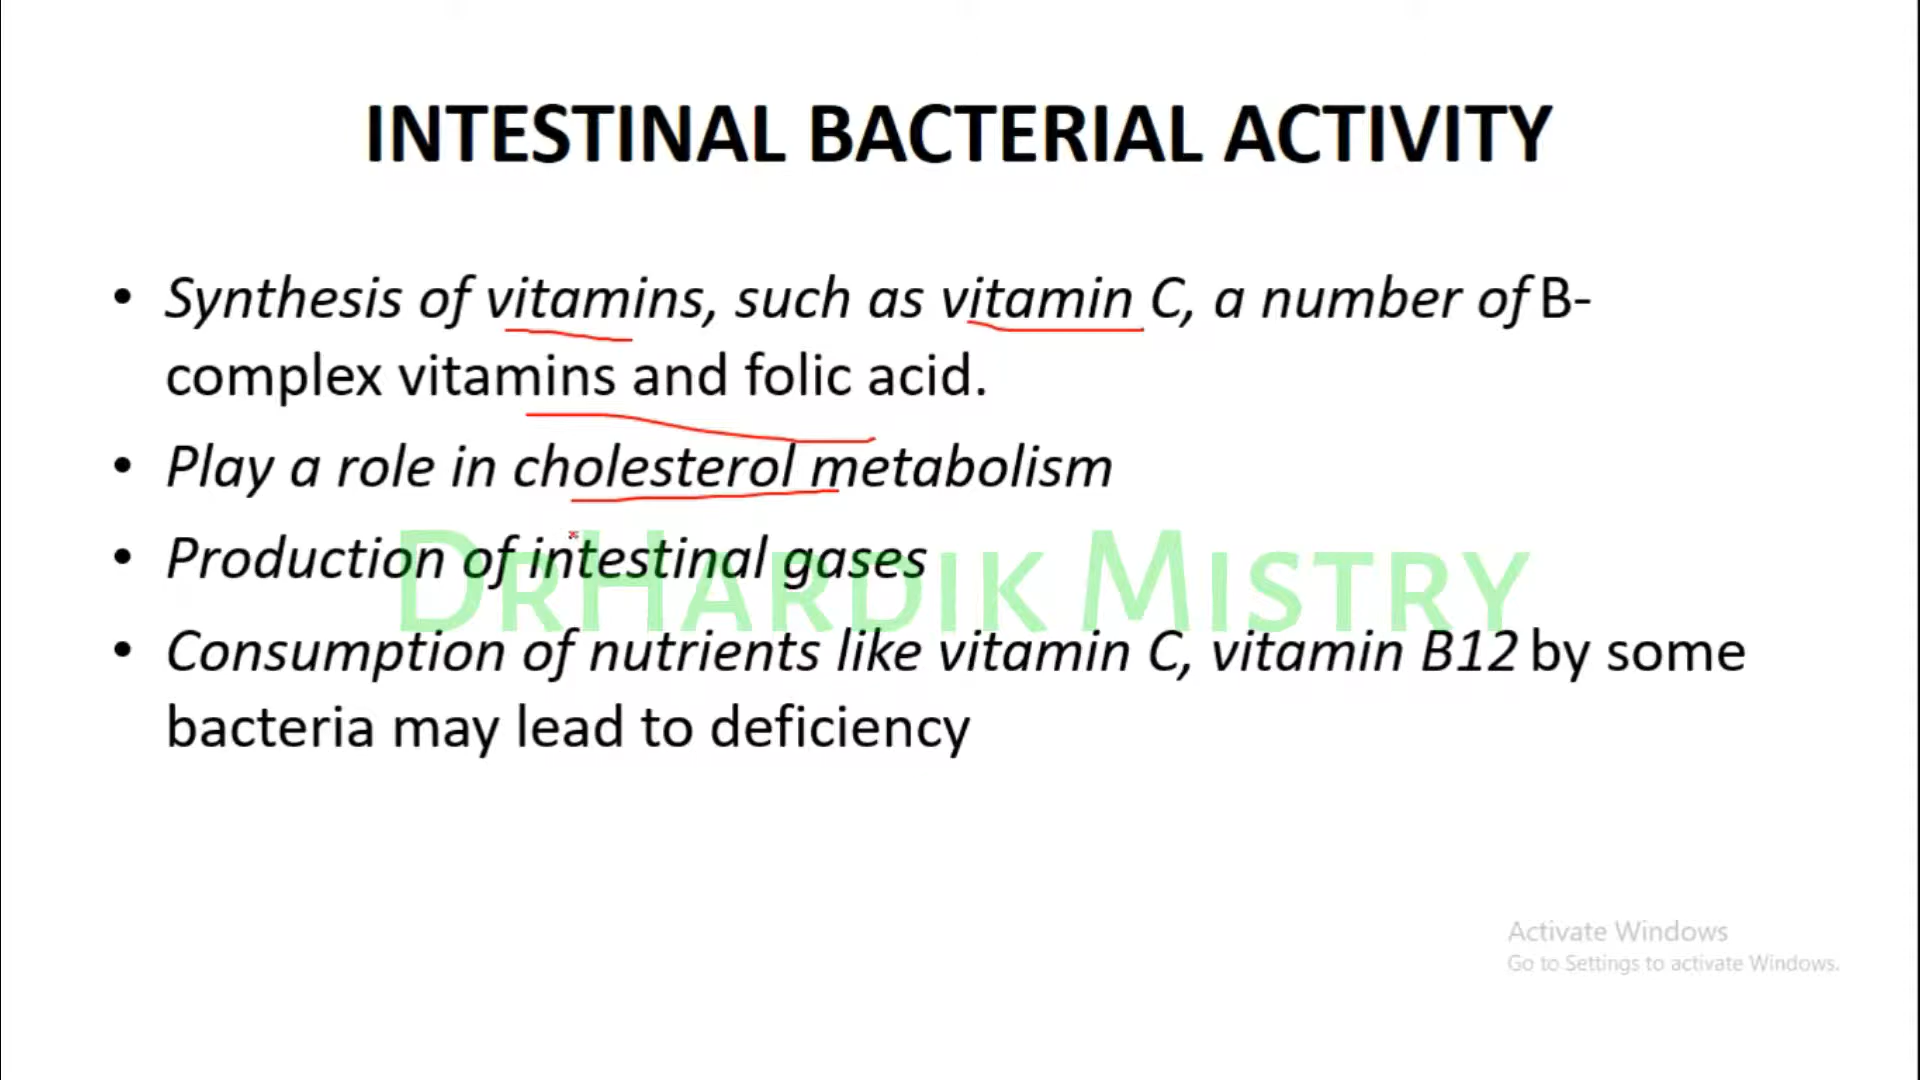 INTESTINAL BACTERIAL ACTIVITY
• Synthesis of vitamins, such as vitamin C, a number of B-
complex vitamins and folic acid.
• Play a role in cholesterol metabolism
• Production of intestinal gases
DrHardik Mistry
• Consumption of nutrients like vitamin C, vitamin B12 by some
bacteria may lead to deficiency
Activate Windows
Go to Settings to activate Windows.